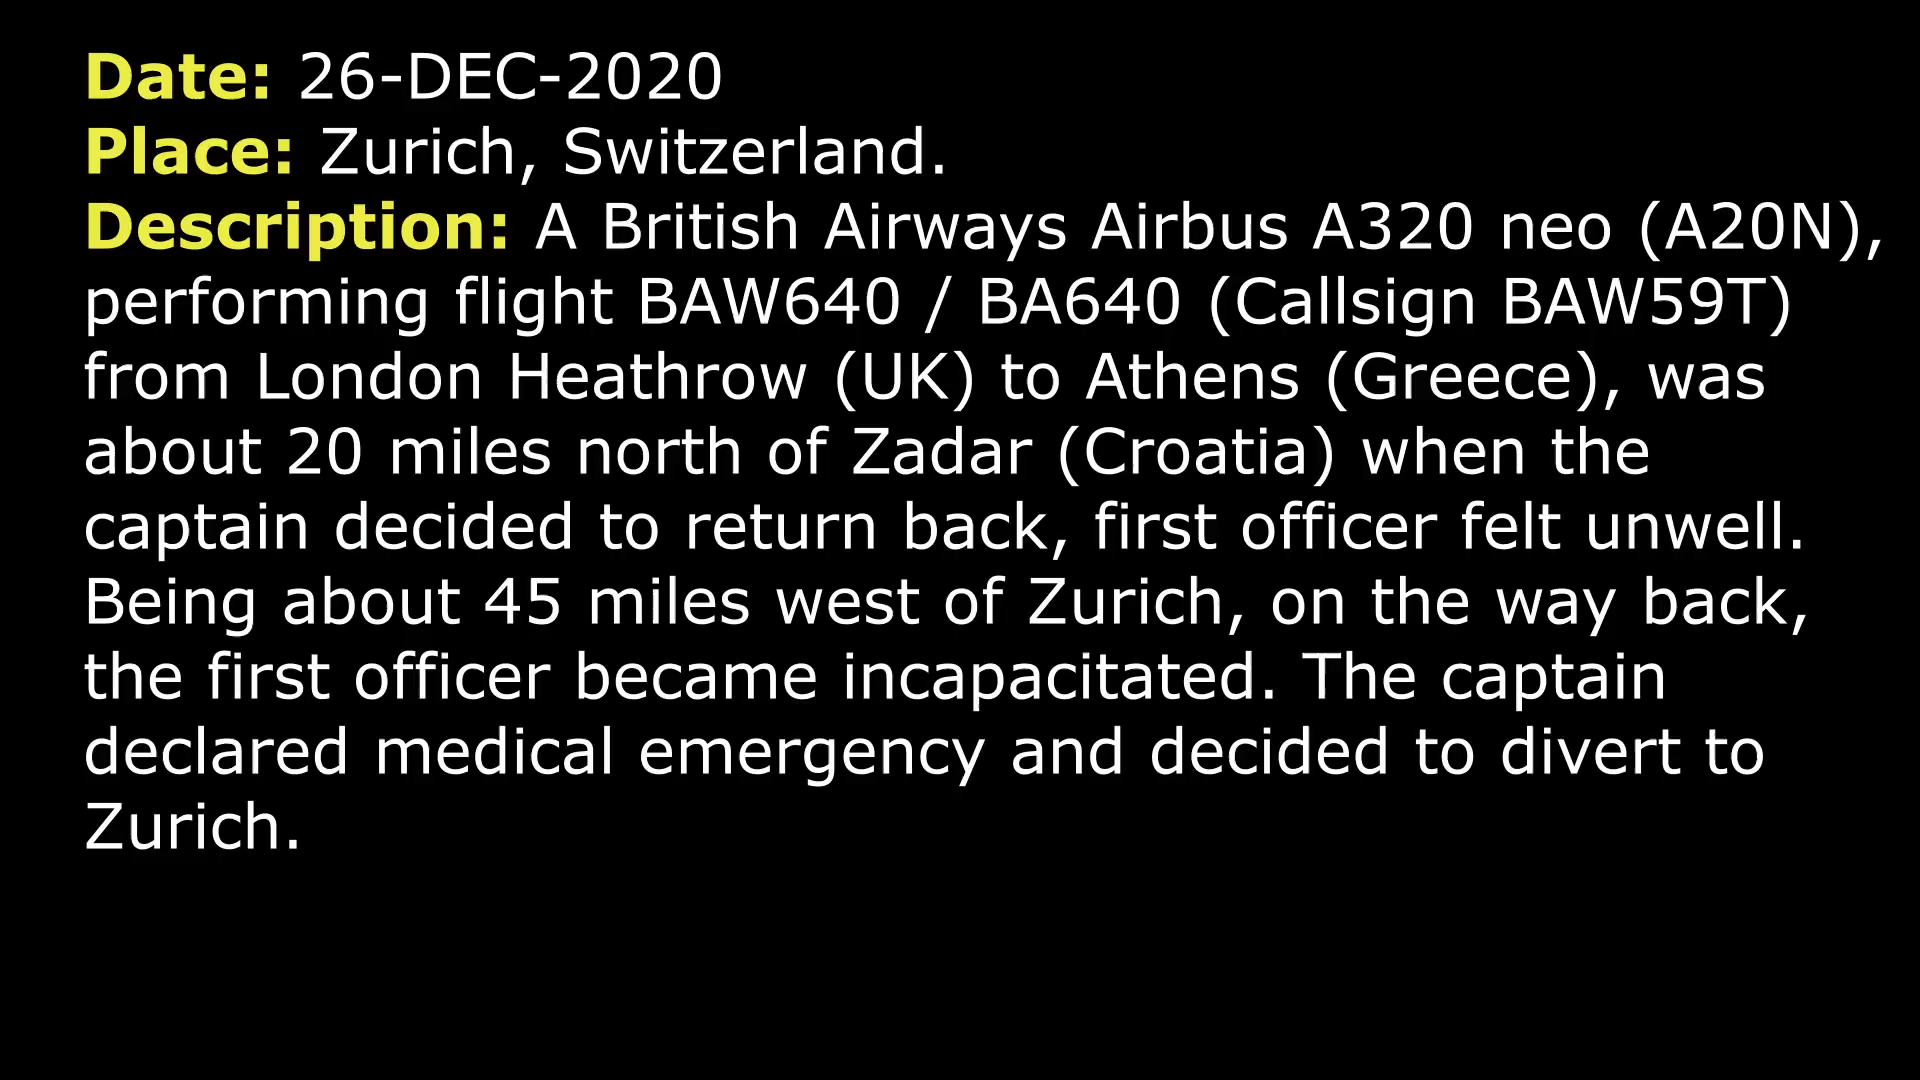 Date: 26-DEC-2020
Place: Zurich, Switzerland.
Description: A British Airways Airbus A320 neo (A20N),
performing flight BAW640 / BA640 (Callsign BAW59T)
from London Heathrow (UK) to Athens (Greece), was
about 20 miles north of Zadar (Croatia) when the
captain decided to return back, first officer felt unwell.
Being about 45 miles west of Zurich, on the way back,
the first officer became incapacitated. The captain
declared medical emergency and decided to divert to
Zurich.